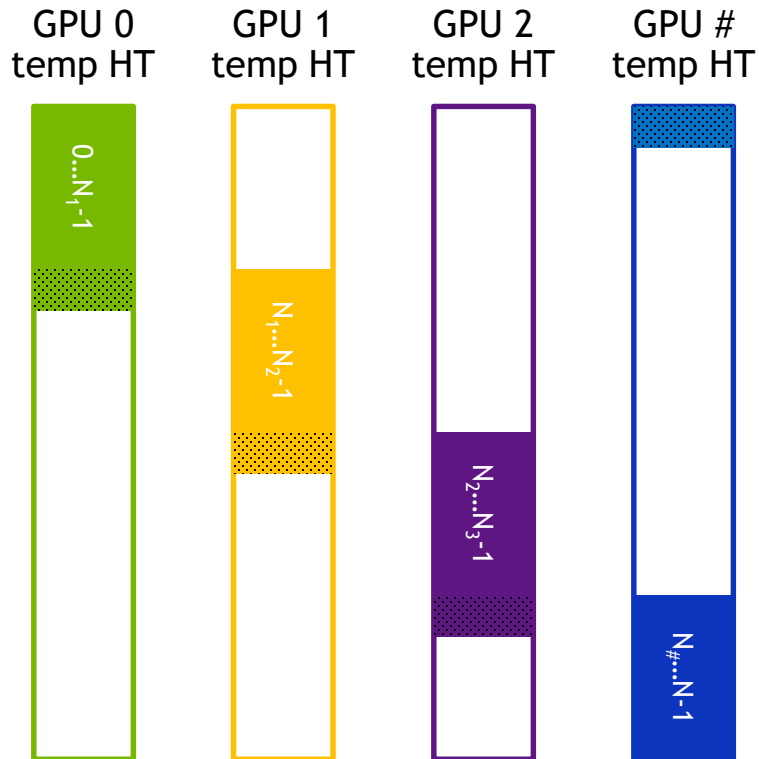 GPU 0
temp HT
GPU 1
temp HT
GPU 2
temp HT
GPU #
temp HT
0...N₁-1
N₁...N₂-1
N₂...N₃-1
N#...N-1